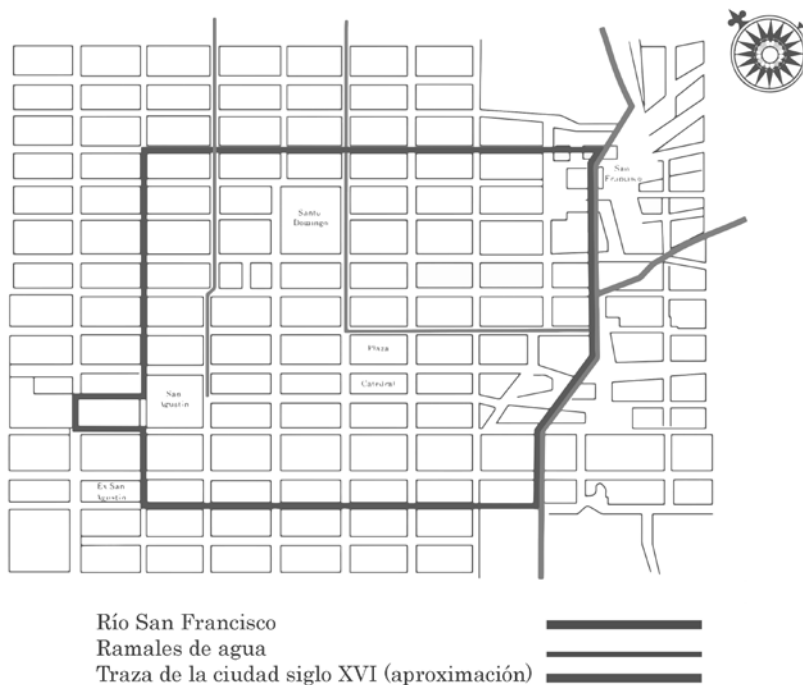 San
Francisco
Santo
Domingo
Plaza
Catedral
San
Agustín
Ex San
Agustín
Río San Francisco
Ramales de agua
Traza de la ciudad siglo XVI (aproximación)